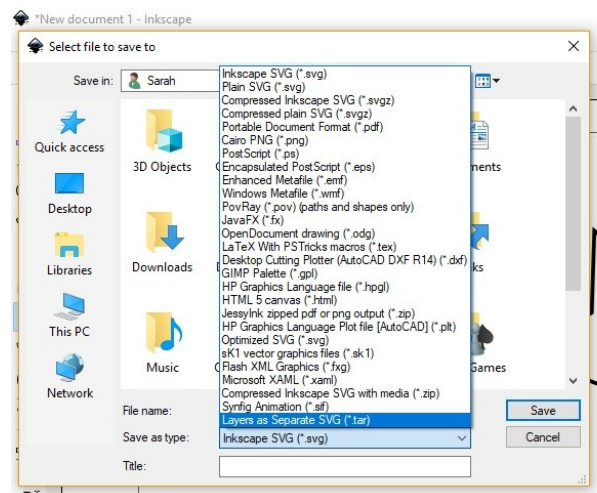 *New document 1 - Inkscape
Select file to save to
Save in:
Sarah
Inkscape SVG (*.svg)
Plain SVG (*.svg)
Compressed Inkscape SVG (*.svgz)
Compressed plain SVG (*.svgz)
Portable Document Format (*.pdf)
Cairo PNG (*.png)
PostScript (*.ps)
Encapsulated PostScript (*.eps)
Enhanced Metafile (*.emf)
Windows Metafile (*.wmf)
PovRay (*.pov) (paths and shapes only)
JavaFX (*.fx)
OpenDocument drawing (*.odg)
LaTeX With PSTricks macros (*.tex)
Desktop Cutting Plotter (AutoCAD DXF R14) (*.dxf)
GIMP Palette (*.gpl)
HP Graphics Language file (*.hpgl)
HTML 5 canvas (*.html)
JessyInk zipped pdf or png output (*.zip)
HP Graphics Language Plot file [AutoCAD] (*.plt)
Optimized SVG (*.svg)
sK1 vector graphics files (*.sk1)
Flash XML Graphics (*.fxg)
Microsoft XAML (*.xaml)
Compressed Inkscape SVG with media (*.zip)
Synfig Animation (*.sif)
Layers as Separate SVG (*.tar)
Quick access
Desktop
Libraries
This PC
Network
3D Objects
ments
Downloads
ks
Music
Games
File name:
Save
Save as type:
Inkscape SVG (*.svg)
Cancel
Title: